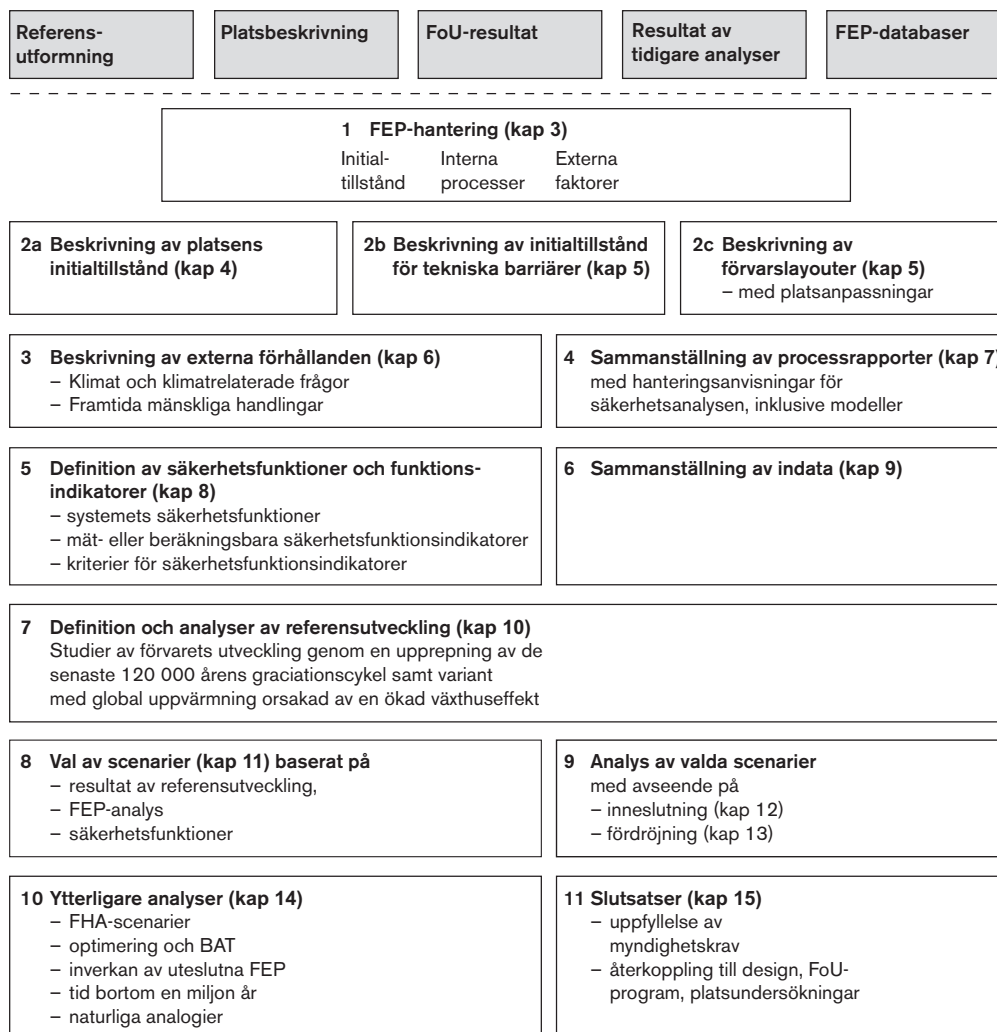 Referens-
utformning
Platsbeskrivning
FoU-resultat
Resultat av
tidigare analyser
FEP-databaser
1 FEP-hantering (kap 3)
Initial-
tillstånd
Interna
processer
Externa
faktorer
2a Beskrivning av platsens
initialtillstånd (kap 4)
2b Beskrivning av initialtillstånd
för tekniska barriärer (kap 5)
2c Beskrivning av
förvarslayouter (kap 5)
– med platsanpassningar
3 Beskrivning av externa förhållanden (kap 6)
– Klimat och klimatrelaterade frågor
– Framtida mänskliga handlingar
4 Sammanställning av processrapporter (kap 7)
med hanteringsanvisningar för
säkerhetsanalysen, inklusive modeller
5 Definition av säkerhetsfunktioner och funktions-
indikatorer (kap 8)
– systemets säkerhetsfunktioner
– mät- eller beräkningsbara säkerhetsfunktionsindikatorer
– kriterier för säkerhetsfunktionsindikatorer
6 Sammanställning av indata (kap 9)
7 Definition och analyser av referensutveckling (kap 10)
Studier av förvarets utveckling genom en upprepning av de
senaste 120 000 årens graciationscykel samt variant
med global uppvärmning orsakad av en ökad växthuseffekt
8 Val av scenarier (kap 11) baserat på
– resultat av referensutveckling,
– FEP-analys
– säkerhetsfunktioner
9 Analys av valda scenarier
med avseende på
– inneslutning (kap 12)
– fördröjning (kap 13)
10 Ytterligare analyser (kap 14)
– FHA-scenarier
– optimering och BAT
– inverkan av uteslutna FEP
– tid bortom en miljon år
– naturliga analogier
11 Slutsatser (kap 15)
– uppfyllelse av
myndighetskrav
– återkoppling till design, FoU-
program, platsundersökningar